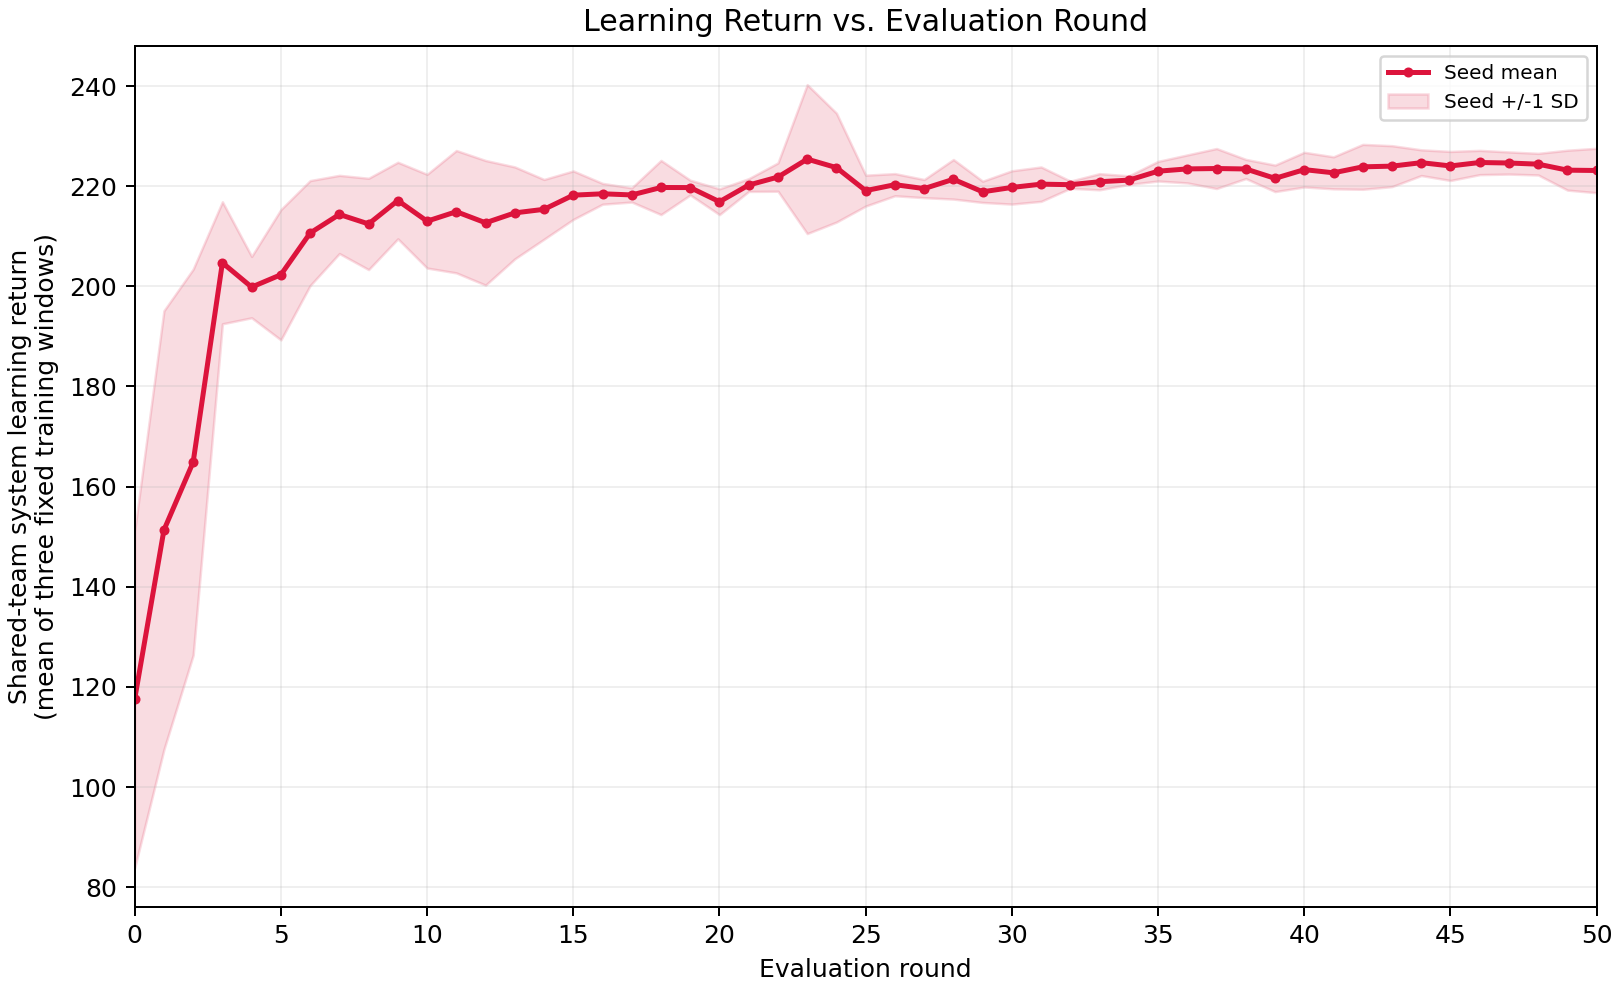 Learning Return vs. Evaluation Round
Shared-team system learning return
(mean of three fixed training windows)
240
220
200
180
160
140
120
100
80
Seed mean
Seed +/-1 SD
0 5 10 15 20 25 30 35 40 45 50
Evaluation round